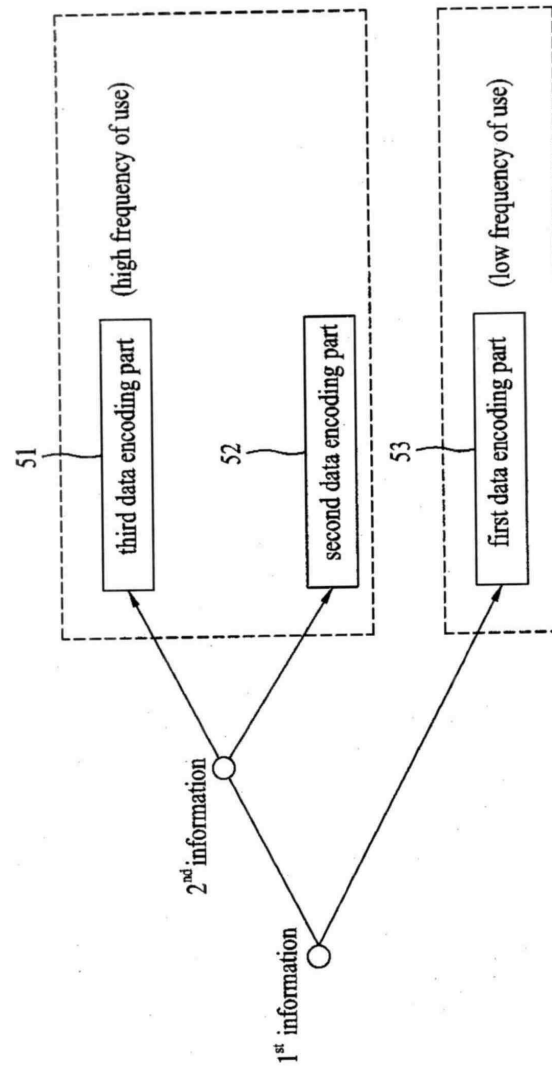 51
third data encoding part
(high frequency of use)
2nd information
52
second data encoding part
1st information
53
first data encoding part
(low frequency of use)